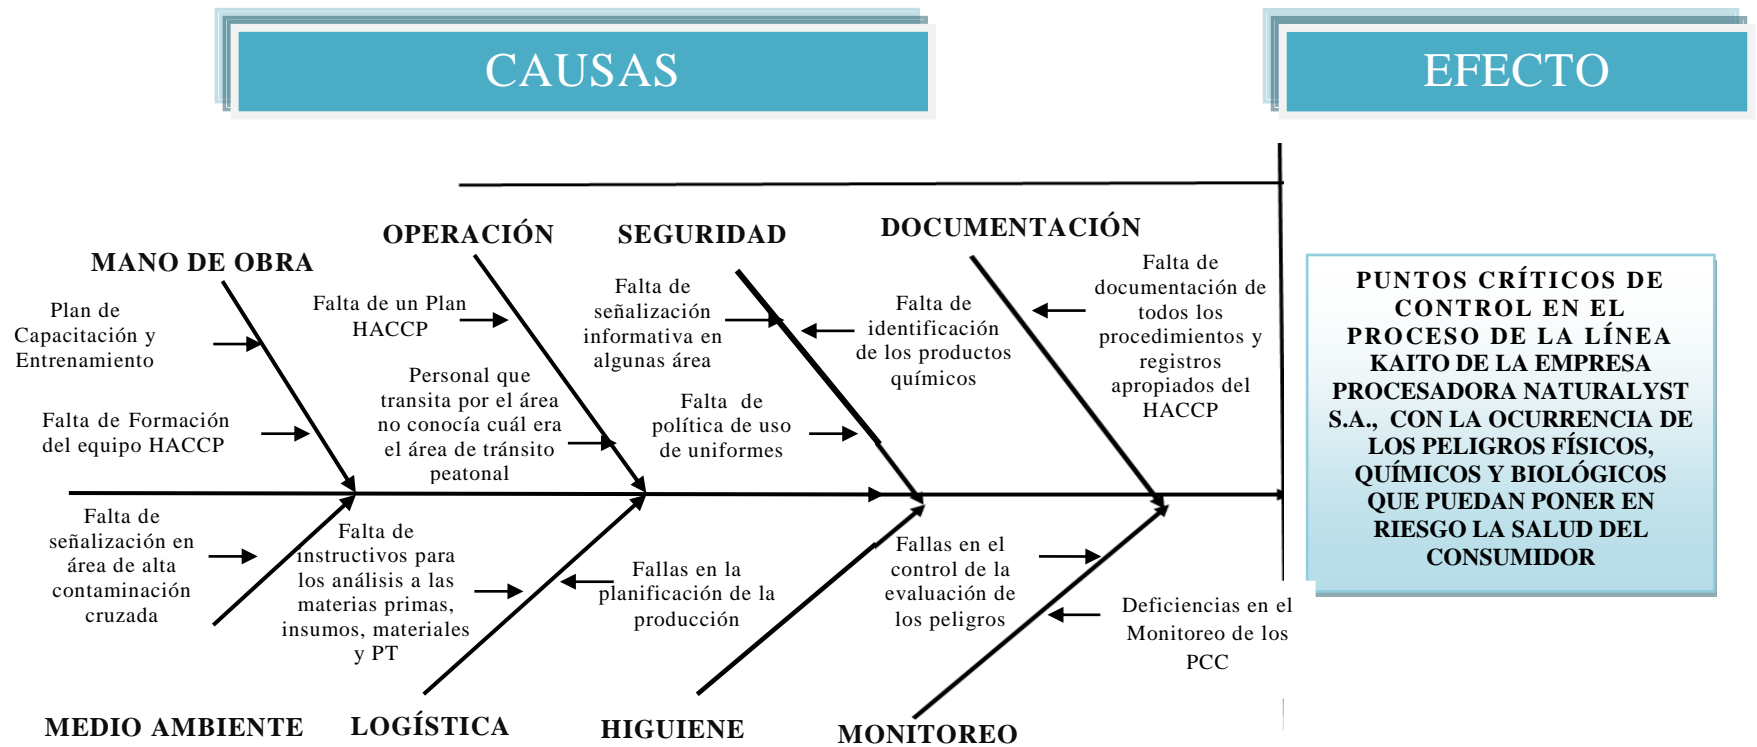 CAUSAS
EFECTO
MANO DE OBRA
Plan de
Capacitación y
Entrenamiento
Falta de Formación
del equipo HACCP
OPERACIÓN
Falta de un Plan
HACCP
Personal que
transita por el área
no conocía cuál era
el área de tránsito
peatonal
SEGURIDAD
Falta de
señalización
informativa en
algunas área
Falta de
política de uso
de uniformes
Falta de
identificación
de los productos
químicos
DOCUMENTACIÓN
Falta de
documentación de
todos los
procedimientos y
registros
apropiados del
HACCP
PUNTOS CRÍTICOS DE
CONTROL EN EL
PROCESO DE LA LÍNEA
KAITO DE LA EMPRESA
PROCESADORA NATURALYST
S.A., CON LA OCURRENCIA DE
LOS PELIGROS FÍSICOS,
QUÍMICOS Y BIOLÓGICOS
QUE PUEDAN PONER EN
RIESGO LA SALUD DEL
CONSUMIDOR
Falta de
señalización en
área de alta
contaminación
cruzada
MEDIO AMBIENTE
Falta de
instructivos para
los análisis a las
materias primas,
insumos, materiales
y PT
Fallas en la
planificación de la
producción
LOGÍSTICA
HIGUIENE
Fallas en el
control de la
evaluación de
los peligros
Deficiencias en el
Monitoreo de los
PCC
MONITOREO